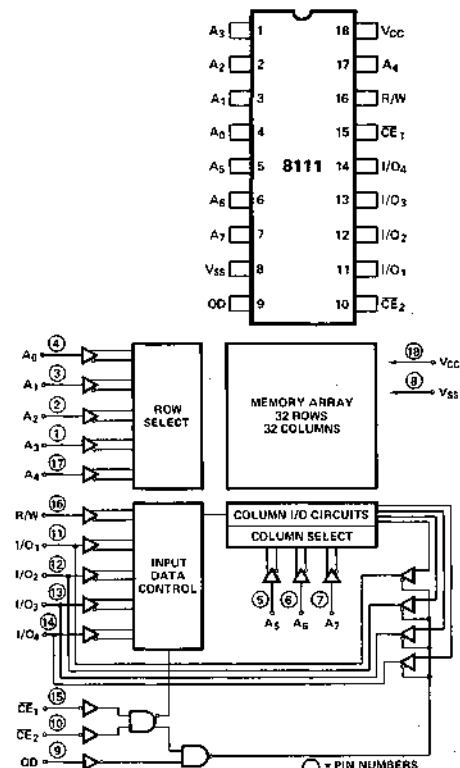 A3 1 18 VCC
A2 2 17 A4
A1 3 16 R/W
A0 4 15 CE1
A5 5 8111 14 I/O4
A6 6 13 I/O3
A7 7 12 I/O2
VSS 8 11 I/O1
OD 9 10 CE2
A0 4
A1 3
A2 2
A3 1
A4 17
ROW
SELECT
MEMORY ARRAY
32 ROWS
32 COLUMNS
18 VCC
8 VSS
R/W 16
I/O1 11
I/O2 12
I/O3 13
I/O4 14
INPUT
DATA
CONTROL
COLUMN I/O CIRCUITS
COLUMN SELECT
5 6 7
A5 A6 A7
CE1 15
CE2 10
OD 9
= PIN NUMBERS